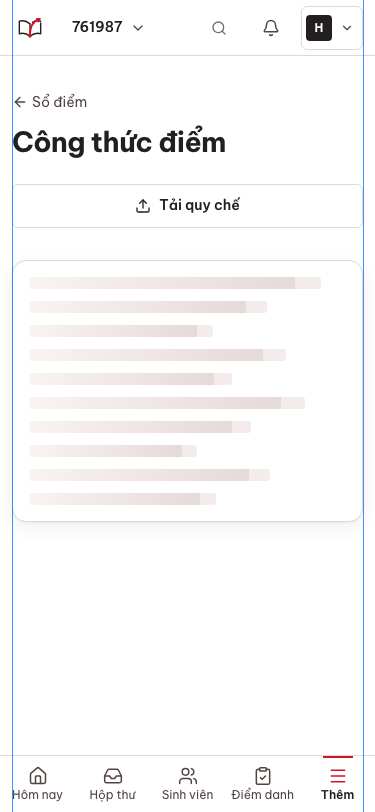 761987
H
Sổ điểm
Công thức điểm
Tải quy chế
Hôm nay
Hộp thư
Sinh viên
Điểm danh
Thêm